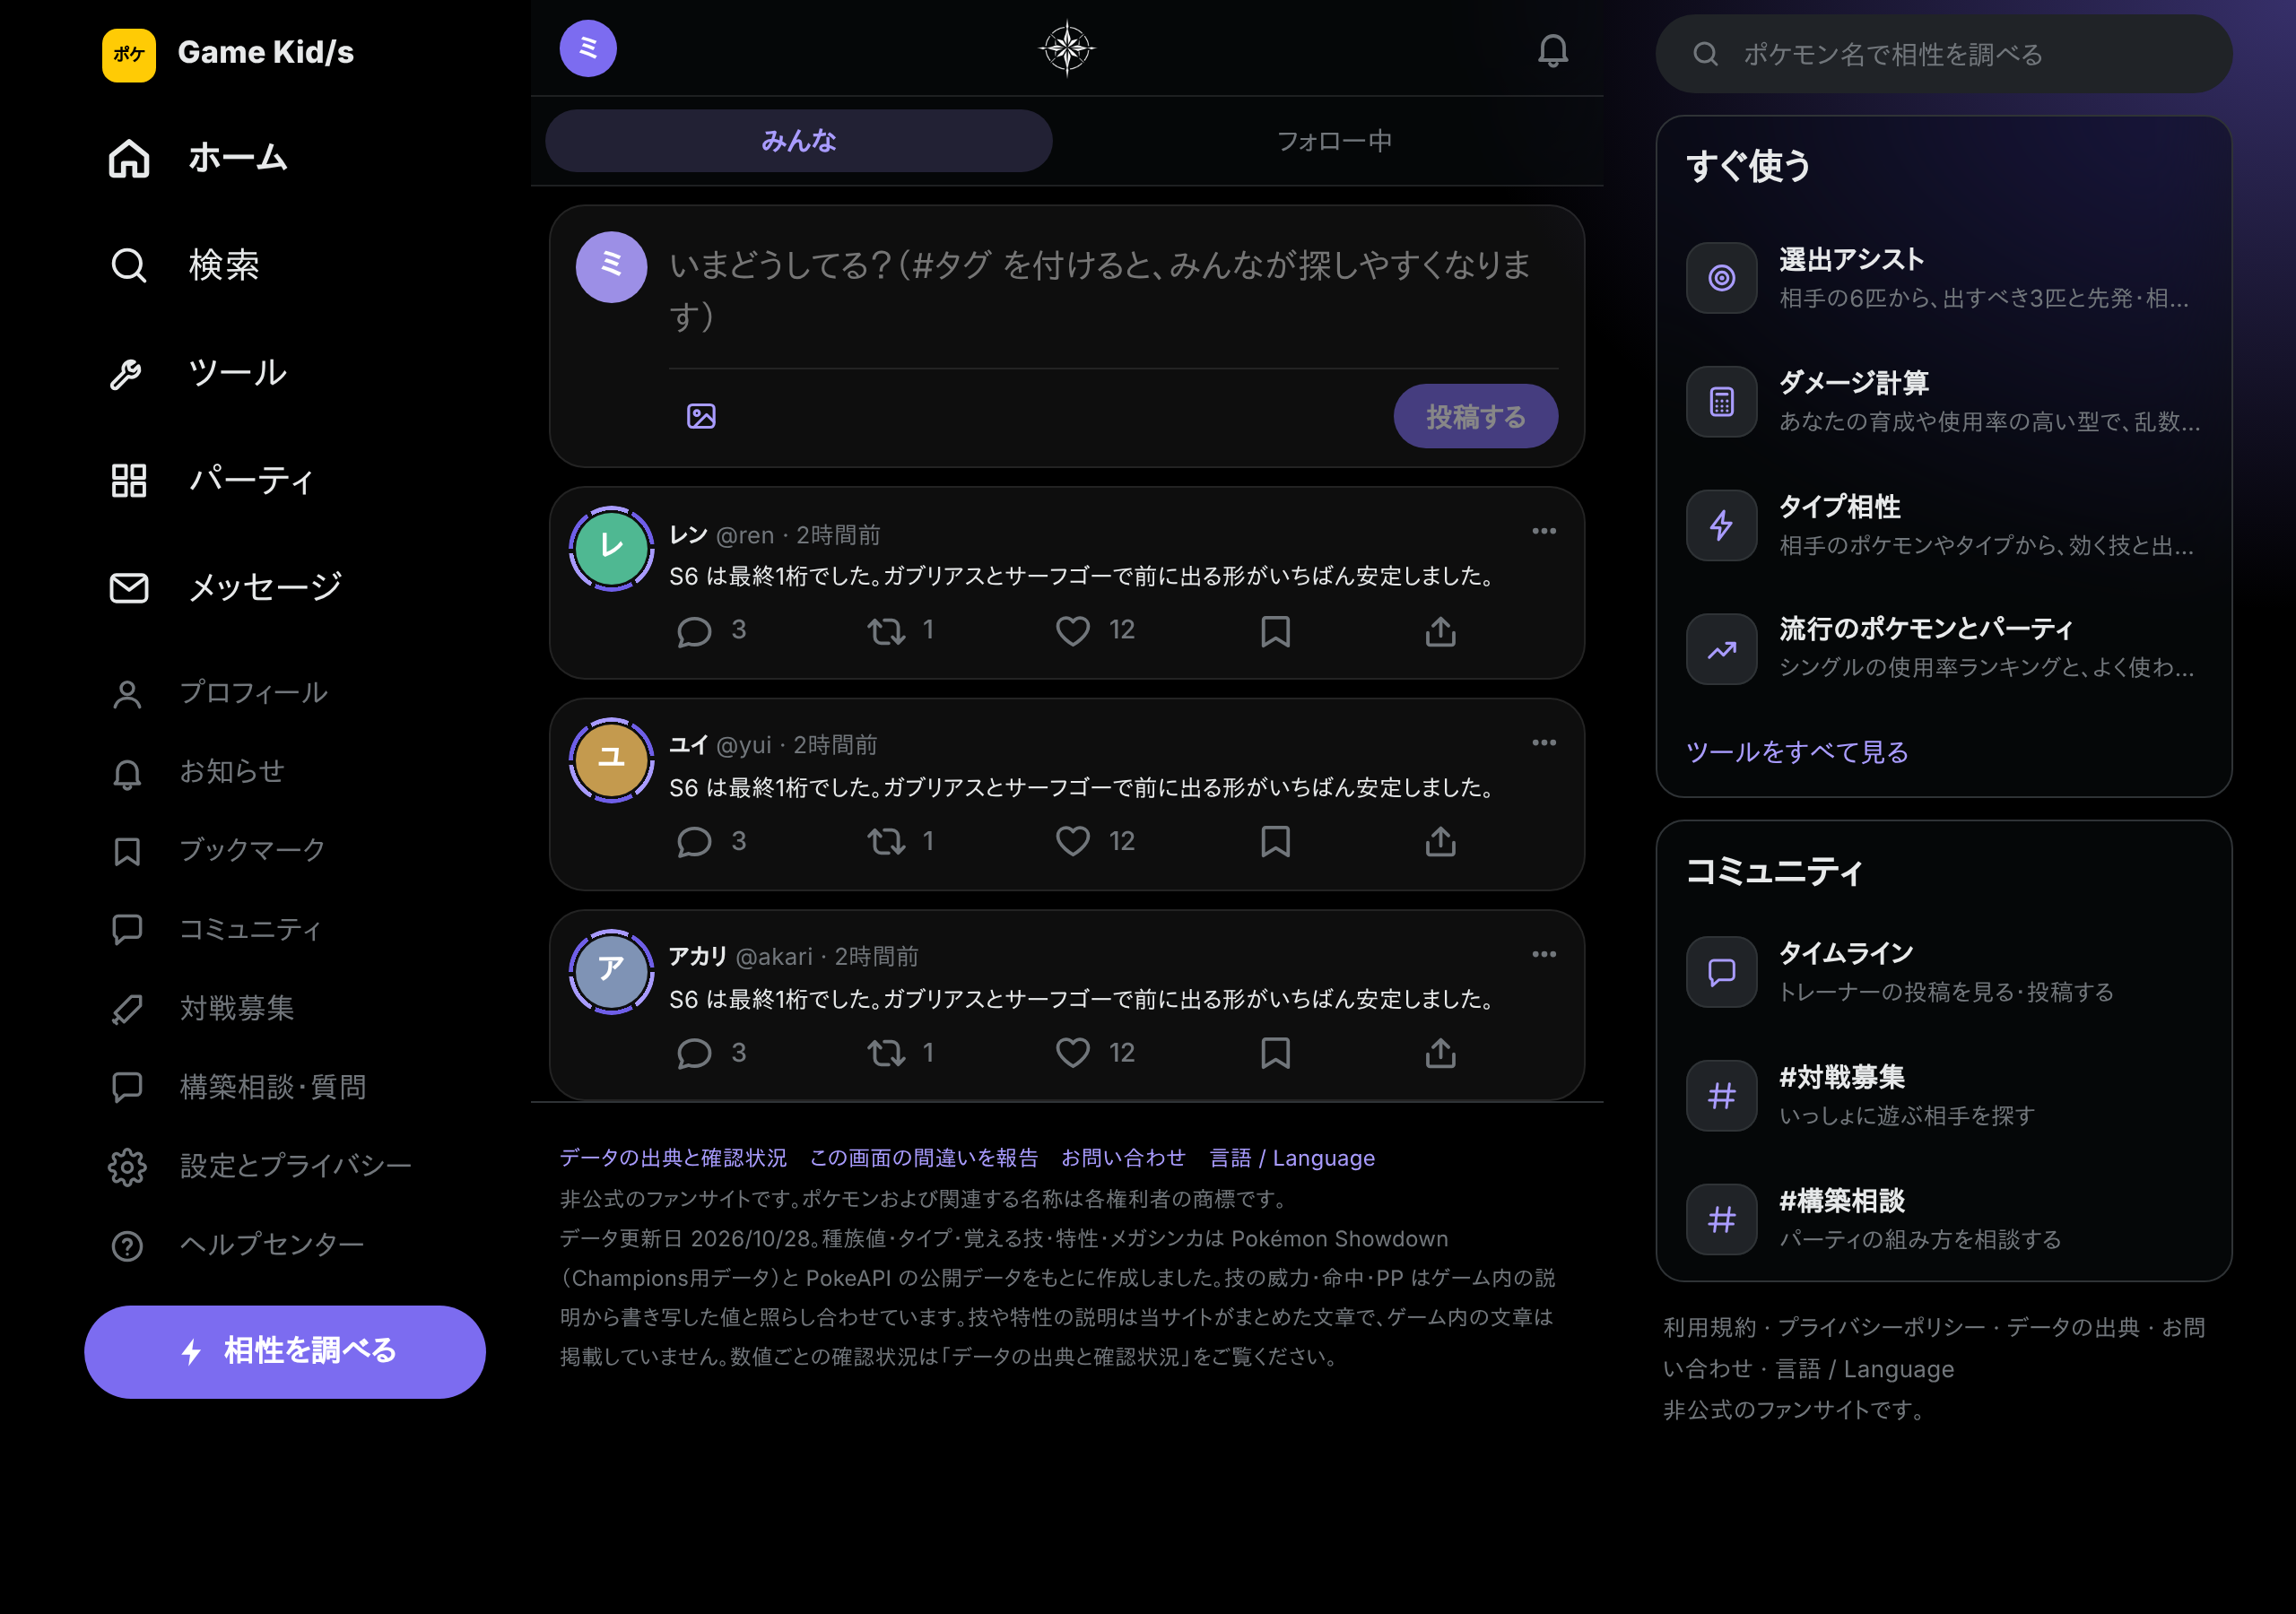 ポケ Game Kid/s
ホーム
検索
ツール
パーティ
メッセージ
プロフィール
お知らせ
ブックマーク
コミュニティ
対戦募集
構築相談・質問
設定とプライバシー
ヘルプセンター
相性を調べる
ミ
みんな フォロー中
ミ
いまどうしてる？（#タグ を付けると、みんなが探しやすくなりま
す）
投稿する
レ
レン @ren · 2時間前
S6 は最終1桁でした。ガブリアスとサーフゴーで前に出る形がいちばん安定しました。
3 1 12
ユ
ユイ @yui · 2時間前
S6 は最終1桁でした。ガブリアスとサーフゴーで前に出る形がいちばん安定しました。
3 1 12
ア
アカリ @akari · 2時間前
S6 は最終1桁でした。ガブリアスとサーフゴーで前に出る形がいちばん安定しました。
3 1 12
データの出典と確認状況 この画面の間違いを報告 お問い合わせ 言語 / Language
非公式のファンサイトです。ポケモンおよび関連する名称は各権利者の商標です。
データ更新日 2026/10/28。種族値・タイプ・覚える技・特性・メガシンカは Pokémon Showdown
（Champions用データ）と PokeAPI の公開データをもとに作成しました。技の威力・命中・PP はゲーム内の説
明から書き写した値と照らし合わせています。技や特性の説明は当サイトがまとめた文章で、ゲーム内の文章は
掲載していません。数値ごとの確認状況は「データの出典と確認状況」をご覧ください。
ポケモン名で相性を調べる
すぐ使う
選出アシスト
相手の6匹から、出すべき3匹と先発・相…
ダメージ計算
あなたの育成や使用率の高い型で、乱数…
タイプ相性
相手のポケモンやタイプから、効く技と出…
流行のポケモンとパーティ
シングルの使用率ランキングと、よく使わ…
ツールをすべて見る
コミュニティ
タイムライン
トレーナーの投稿を見る・投稿する
#対戦募集
いっしょに遊ぶ相手を探す
#構築相談
パーティの組み方を相談する
利用規約 · プライバシーポリシー · データの出典 · お問
い合わせ · 言語 / Language
非公式のファンサイトです。